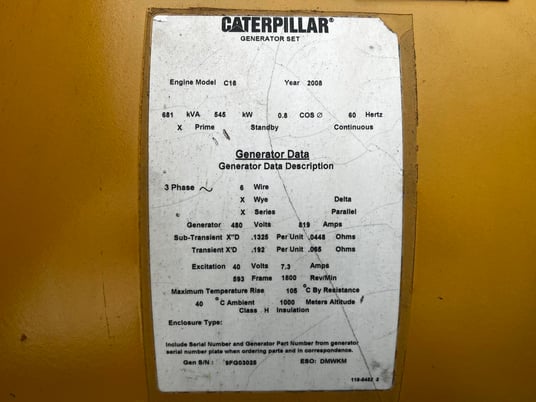 CATERPILLAR®
GENERATOR SET
Engine Model C18 Year 2008
681 kVA 545 kW 0.8 COS Ø 60 Hertz
X Prime Standby Continuous
Generator Data
Generator Data Description
3 Phase ~ 6 Wire
X Wye Delta
X Series Parallel
Generator 480 Volts 819 Amps
Sub-Transient X"D .1325 Per Unit .0448 Ohms
Transient X'D .192 Per Unit .065 Ohms
Excitation 40 Volts 7.3 Amps
593 Frame 1800 Rev/Min
Maximum Temperature Rise 105 °C By Resistance
40 °C Ambient 1000 Meters Altitude
Class H Insulation
Enclosure Type:
Include Serial Number and Generator Part Number from generator
serial number plate when ordering parts and in correspondence.
Gen S/N : 9FG03025 ESO: DMWKM